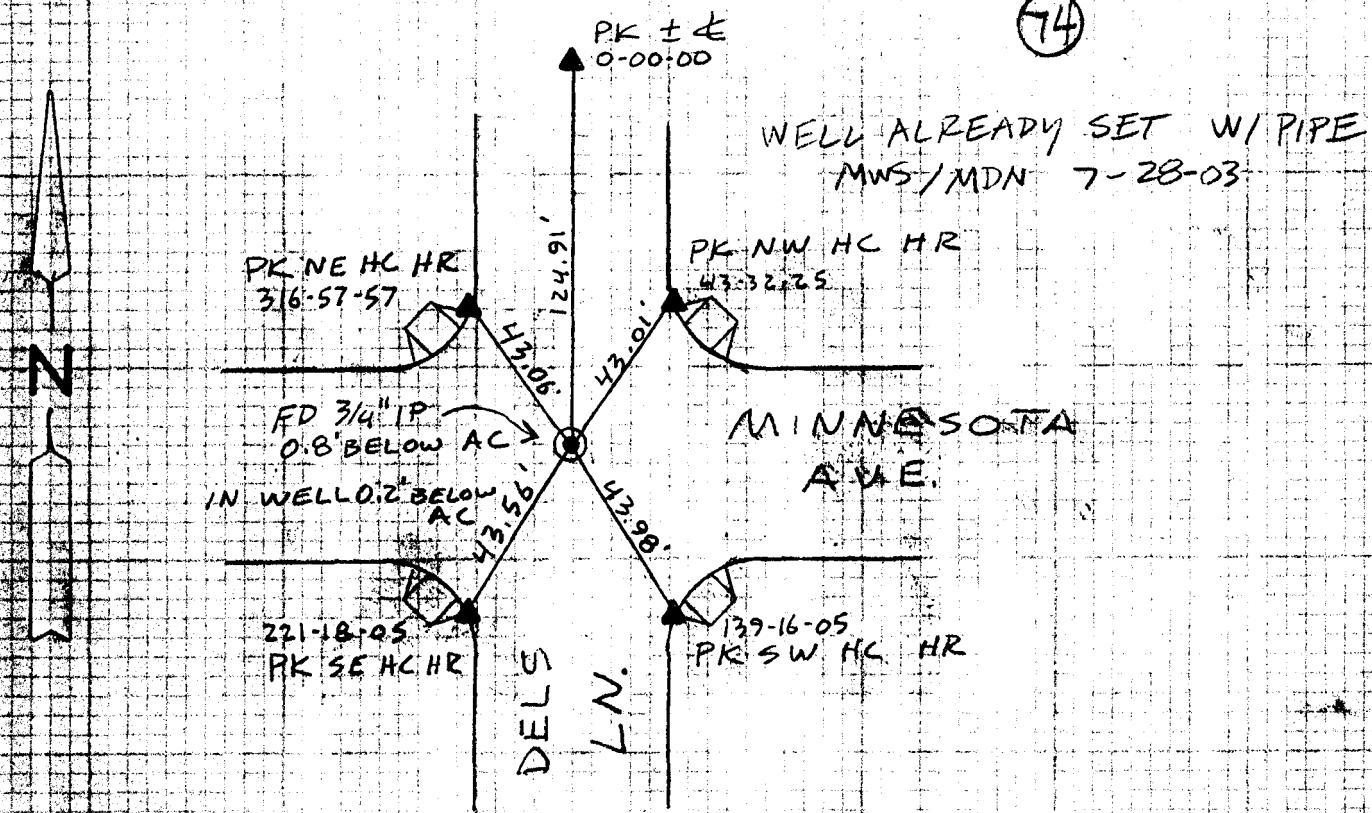 74
PK ± ℄
0-00-00
WELL ALREADY SET W/ PIPE
MWS/MDN 7-28-03
124.91'
PK NE HC HR
316-57-57
PK NW HC HR
43-32-25
43.06'
43.01'
N
FD 3/4" IP
0.8' BELOW AC
IN WELL 0.2' BELOW
AC
MINNESOTA
AVE.
43.56'
43.98'
221-18-05
PK SE HC HR
139-16-05
PK SW HC HR
DELS
LN.